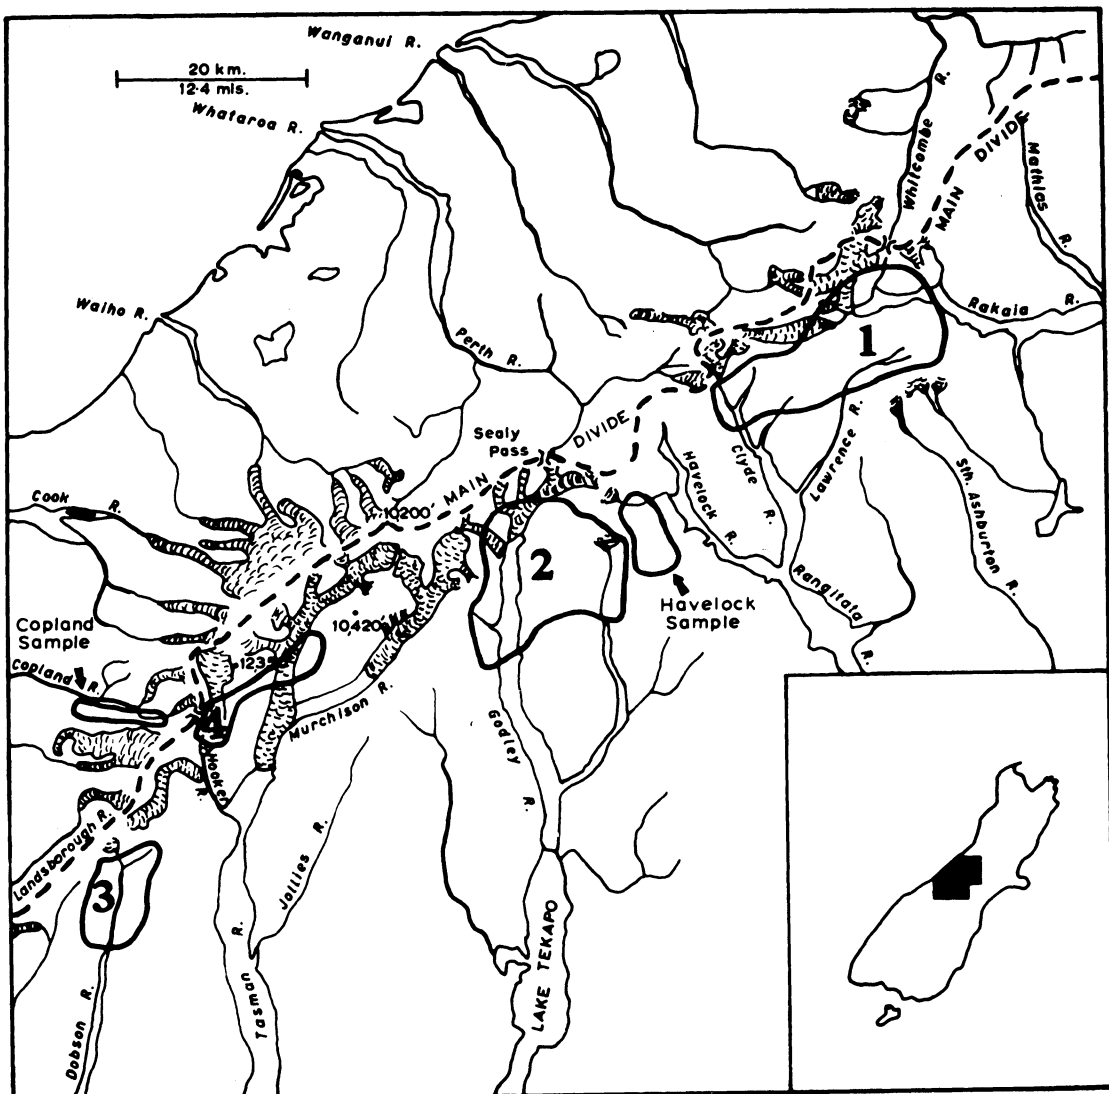 Wanganui R.
20 km.
12·4 mls.
Whataroa R.
Whitcombe R.
MAIN DIVIDE
Mathias R.
Waiho R.
Rakaia R.
Perth R.
1
Sealy
Pass
DIVIDE
MAIN
Clyde R.
Lawrence R.
Havelock R.
Sth. Ashburton R.
Cook R.
10200'
2
Rangitata R.
Havelock
Sample
10,420'
Copland
Sample
Copland R.
4
Murchison R.
Godley R.
Hooker R.
Landsborough R.
3
Jollies R.
LAKE TEKAPO
Tasman R.
Dobson R.